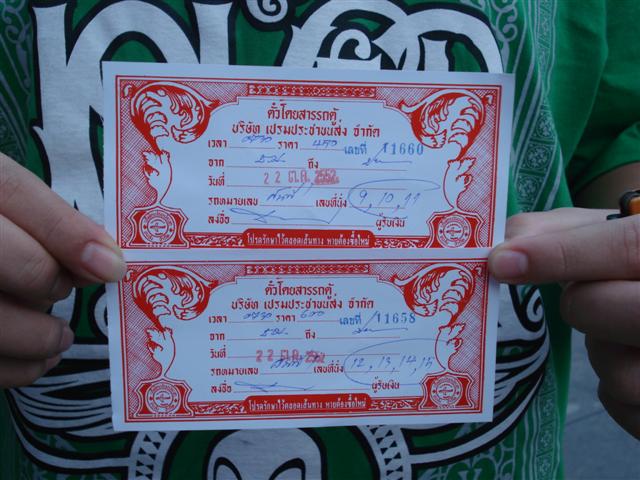 ตั๋วโดยสารรถตู้
บริษัท เปรมประชาขนส่ง จำกัด
เวลา ราคา 450 เลขที่ 11660
จาก ถึง
วันที่ 22 ต.ค. 2552
รถหมายเลข เลขที่นั่ง 9, 10, 11
ลงชื่อ ผู้รับเงิน
โปรดรักษาไว้ตลอดเส้นทาง หายต้องซื้อใหม่
ตั๋วโดยสารรถตู้
บริษัท เปรมประชาขนส่ง จำกัด
เวลา ราคา 600 เลขที่ 11658
จาก ถึง
วันที่ 22 ต.ค. 2552
รถหมายเลข เลขที่นั่ง 12, 13, 14, 15
ลงชื่อ ผู้รับเงิน
โปรดรักษาไว้ตลอดเส้นทาง หายต้องซื้อใหม่